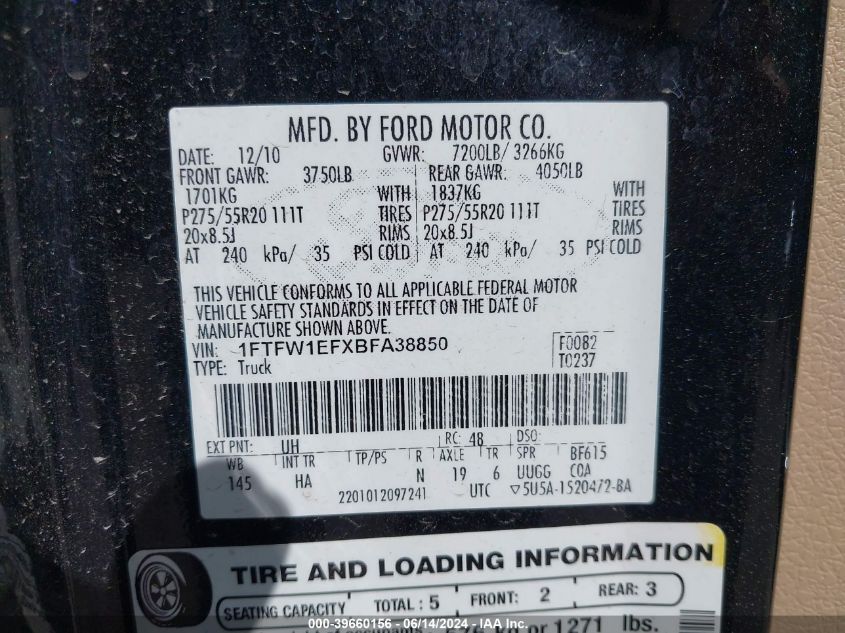 MFD. BY FORD MOTOR CO.
DATE: 12/10 GVWR: 7200LB/ 3266KG
FRONT GAWR: 3750LB REAR GAWR: 4050LB
1701KG WITH 1837KG WITH
P275/55R20 111T TIRES P275/55R20 111T TIRES
20x8.5J RIMS 20x8.5J RIMS
AT 240 kPa/ 35 PSI COLD AT 240 kPa/ 35 PSI COLD
THIS VEHICLE CONFORMS TO ALL APPLICABLE FEDERAL MOTOR
VEHICLE SAFETY STANDARDS IN EFFECT ON THE DATE OF
MANUFACTURE SHOWN ABOVE.
VIN: 1FTFW1EFXBFA38850 F0082
TYPE: Truck T0237
EXT PNT: UH RC: 48 DSO:
WB INT TR TP/PS R AXLE TR SPR BF615
145 HA N 19 6 UUGG COA
2201012097241 UTC ▽5U5A-1520472-BA
TIRE AND LOADING INFORMATION
SEATING CAPACITY TOTAL: 5 FRONT: 2 REAR: 3
kg or 1271 lbs.
000-39660156 - 06/14/2024 - IAA Inc.